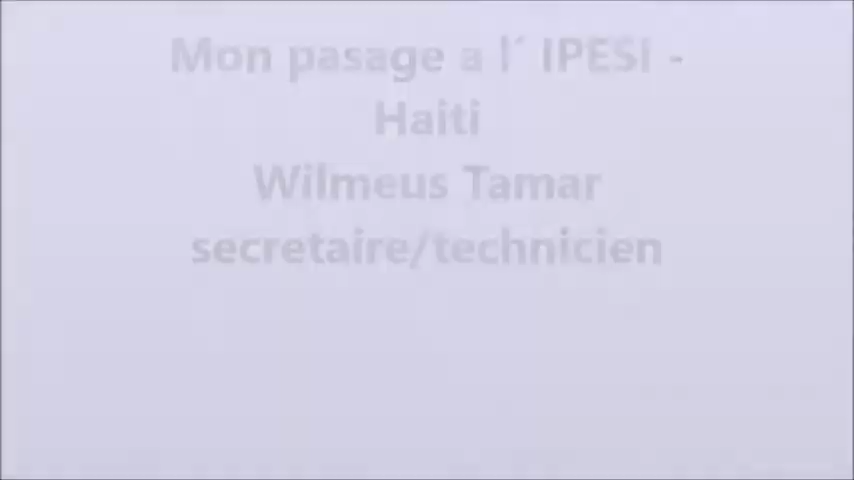 Mon pasage a l´ IPESI -
Haiti
Wilmeus Tamar
secretaire/technicien